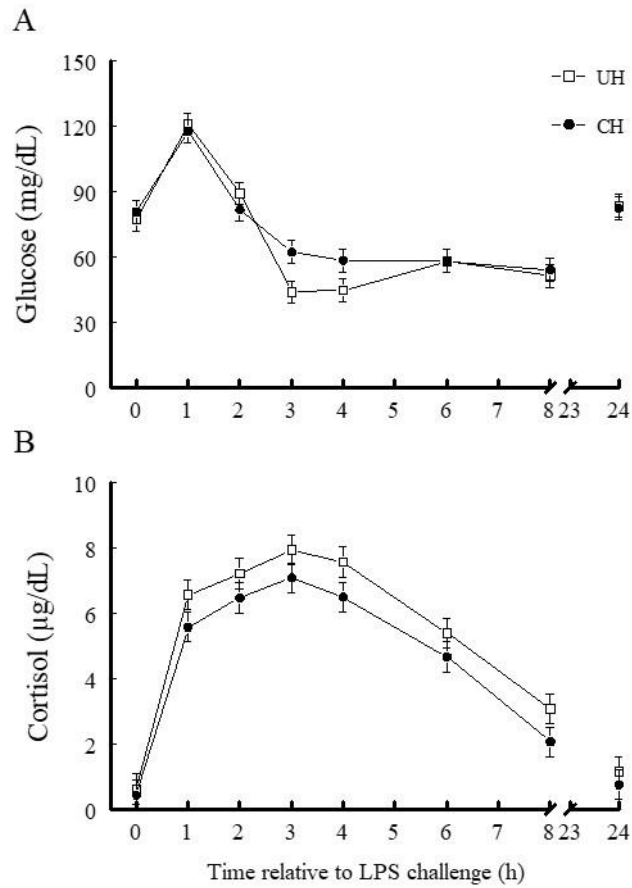 A
150
120
90
60
30
0
Glucose (mg/dL)
UH
CH
0 1 2 3 4 5 6 7 8 23 24
B
10
8
6
4
2
0
Cortisol (µg/dL)
0 1 2 3 4 5 6 7 8 23 24
Time relative to LPS challenge (h)